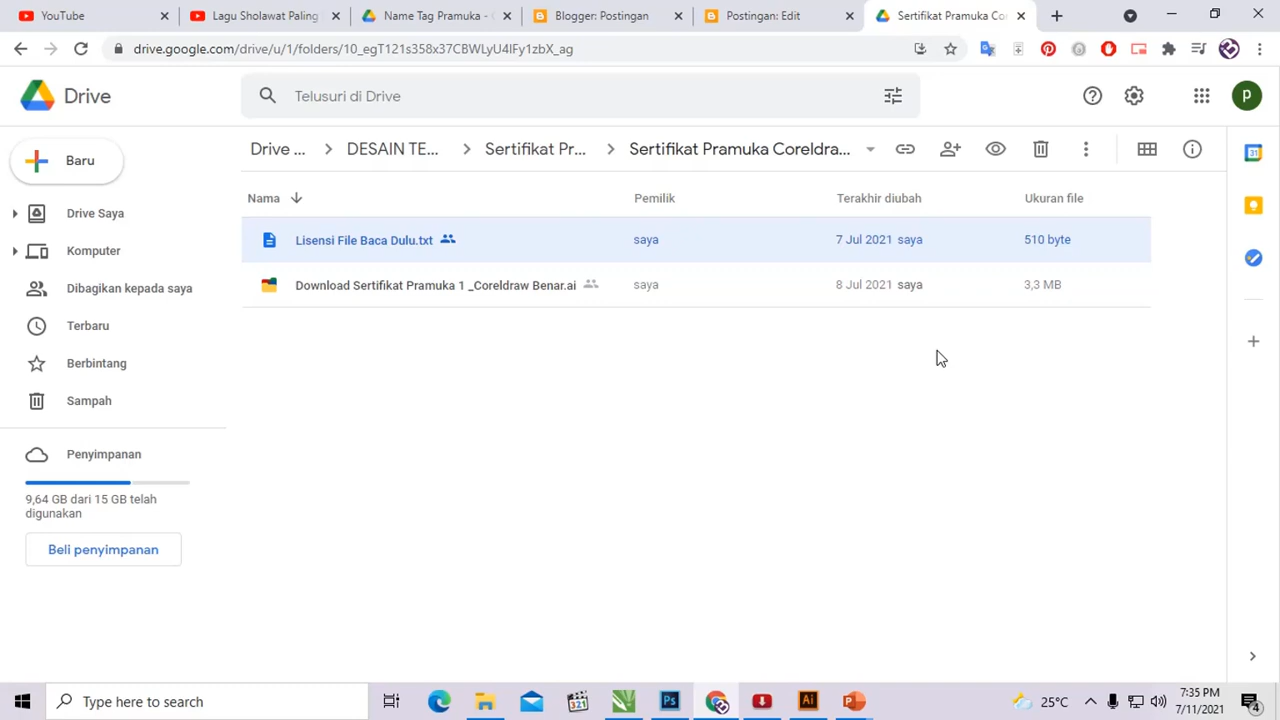 YouTube
Lagu Sholawat Paling
Name Tag Pramuka - G
Blogger: Postingan
Postingan: Edit
Sertifikat Pramuka Co
drive.google.com/drive/u/1/folders/10_egT121s358x37CBWLyU4lFy1zbX_ag
Drive
Telusuri di Drive
p
Baru
Drive ...
DESAIN TE...
Sertifikat Pr...
Sertifikat Pramuka Coreldra...
Nama
Pemilik
Terakhir diubah
Ukuran file
Lisensi File Baca Dulu.txt
saya
7 Jul 2021 saya
510 byte
Download Sertifikat Pramuka 1 _Coreldraw Benar.ai
saya
8 Jul 2021 saya
3,3 MB
Drive Saya
Komputer
Dibagikan kepada saya
Terbaru
Berbintang
Sampah
Penyimpanan
9,64 GB dari 15 GB telah
digunakan
Beli penyimpanan
31
Type here to search
321
Ps
Ai
P
25°C
7:35 PM
7/11/2021
4